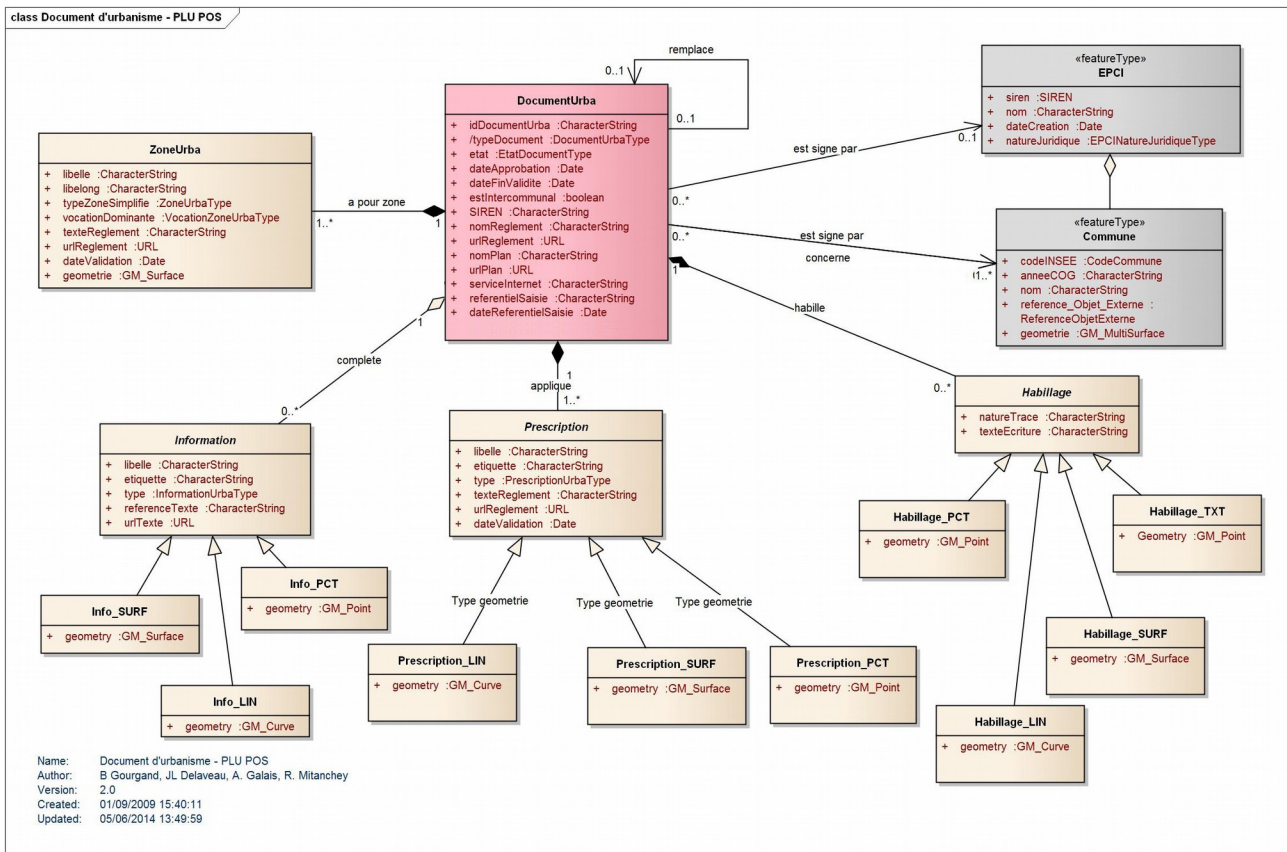 class Document d'urbanisme - PLU POS
remplace
0..1
0..1
«featureType»
EPCI
+ siren :SIREN
+ nom :CharacterString
+ dateCreation :Date
+ natureJuridique :EPCINatureJuridiqueType
DocumentUrba
+ idDocumentUrba :CharacterString
+ /typeDocument :DocumentUrbaType
+ etat :EtatDocumentType
+ dateApprobation :Date
+ dateFinValidite :Date
+ estIntercommunal :boolean
+ SIREN :CharacterString
+ nomReglement :CharacterString
+ urlReglement :URL
+ nomPlan :CharacterString
+ urlPlan :URL
+ serviceInternet :CharacterString
+ referentielSaisie :CharacterString
+ dateReferentielSaisie :Date
ZoneUrba
+ libelle :CharacterString
+ libelong :CharacterString
+ typeZoneSimplifie :ZoneUrbaType
+ vocationDominante :VocationZoneUrbaType
+ texteReglement :CharacterString
+ urlReglement :URL
+ dateValidation :Date
+ geometrie :GM_Surface
a pour zone
1..*
1
est signe par
0..1
0..*
est signe par
concerne
0..*
1..*
«featureType»
Commune
+ codeINSEE :CodeCommune
+ anneeCOG :CharacterString
+ nom :CharacterString
+ reference_Objet_Externe :
ReferenceObjetExterne
+ geometrie :GM_MultiSurface
1
habille
0..*
1
complete
0..*
1
applique
1..*
Habillage
+ natureTrace :CharacterString
+ texteEcriture :CharacterString
Information
+ libelle :CharacterString
+ etiquette :CharacterString
+ type :InformationUrbaType
+ referenceTexte :CharacterString
+ urlTexte :URL
Prescription
+ libelle :CharacterString
+ etiquette :CharacterString
+ type :PrescriptionUrbaType
+ texteReglement :CharacterString
+ urlReglement :URL
+ dateValidation :Date
Habillage_PCT
+ geometry :GM_Point
Habillage_TXT
+ Geometry :GM_Point
Info_PCT
+ geometry :GM_Point
Info_SURF
+ geometry :GM_Surface
Type geometrie
Type geometrie
Type geometrie
Habillage_SURF
+ geometry :GM_Surface
Prescription_LIN
+ geometry :GM_Curve
Prescription_SURF
+ geometry :GM_Surface
Prescription_PCT
+ geometry :GM_Point
Info_LIN
+ geometry :GM_Curve
Habillage_LIN
+ geometry :GM_Curve
Name: Document d'urbanisme - PLU POS
Author: B Gourgand, JL Delaveau, A. Galais, R. Mitanchey
Version: 2.0
Created: 01/09/2009 15:40:11
Updated: 05/06/2014 13:49:59